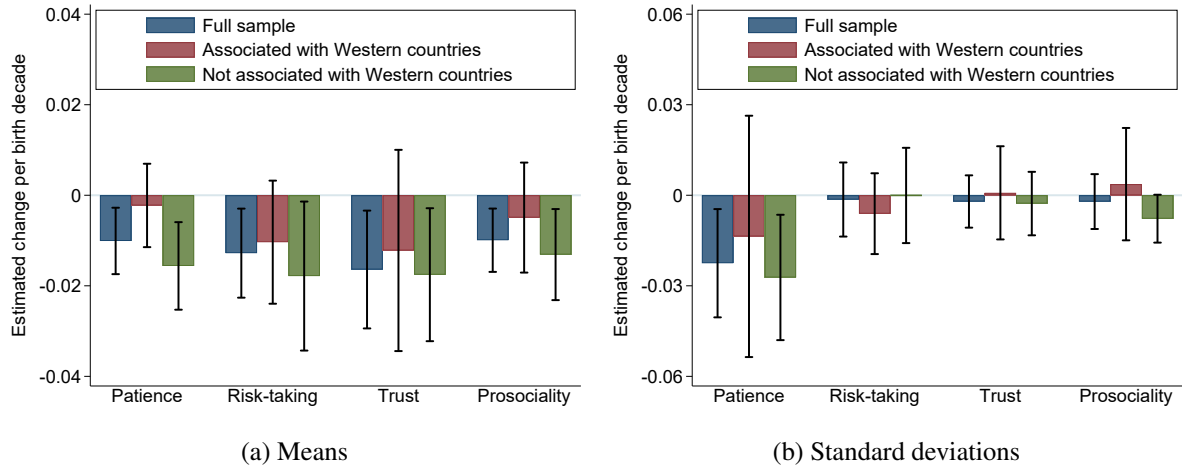 Estimated change per birth decade
0.04
0.02
0
-0.02
-0.04
Full sample
Associated with Western countries
Not associated with Western countries
Patience Risk-taking Trust Prosociality
(a) Means
Estimated change per birth decade
0.06
0.03
0
-0.03
-0.06
Full sample
Associated with Western countries
Not associated with Western countries
Patience Risk-taking Trust Prosociality
(b) Standard deviations